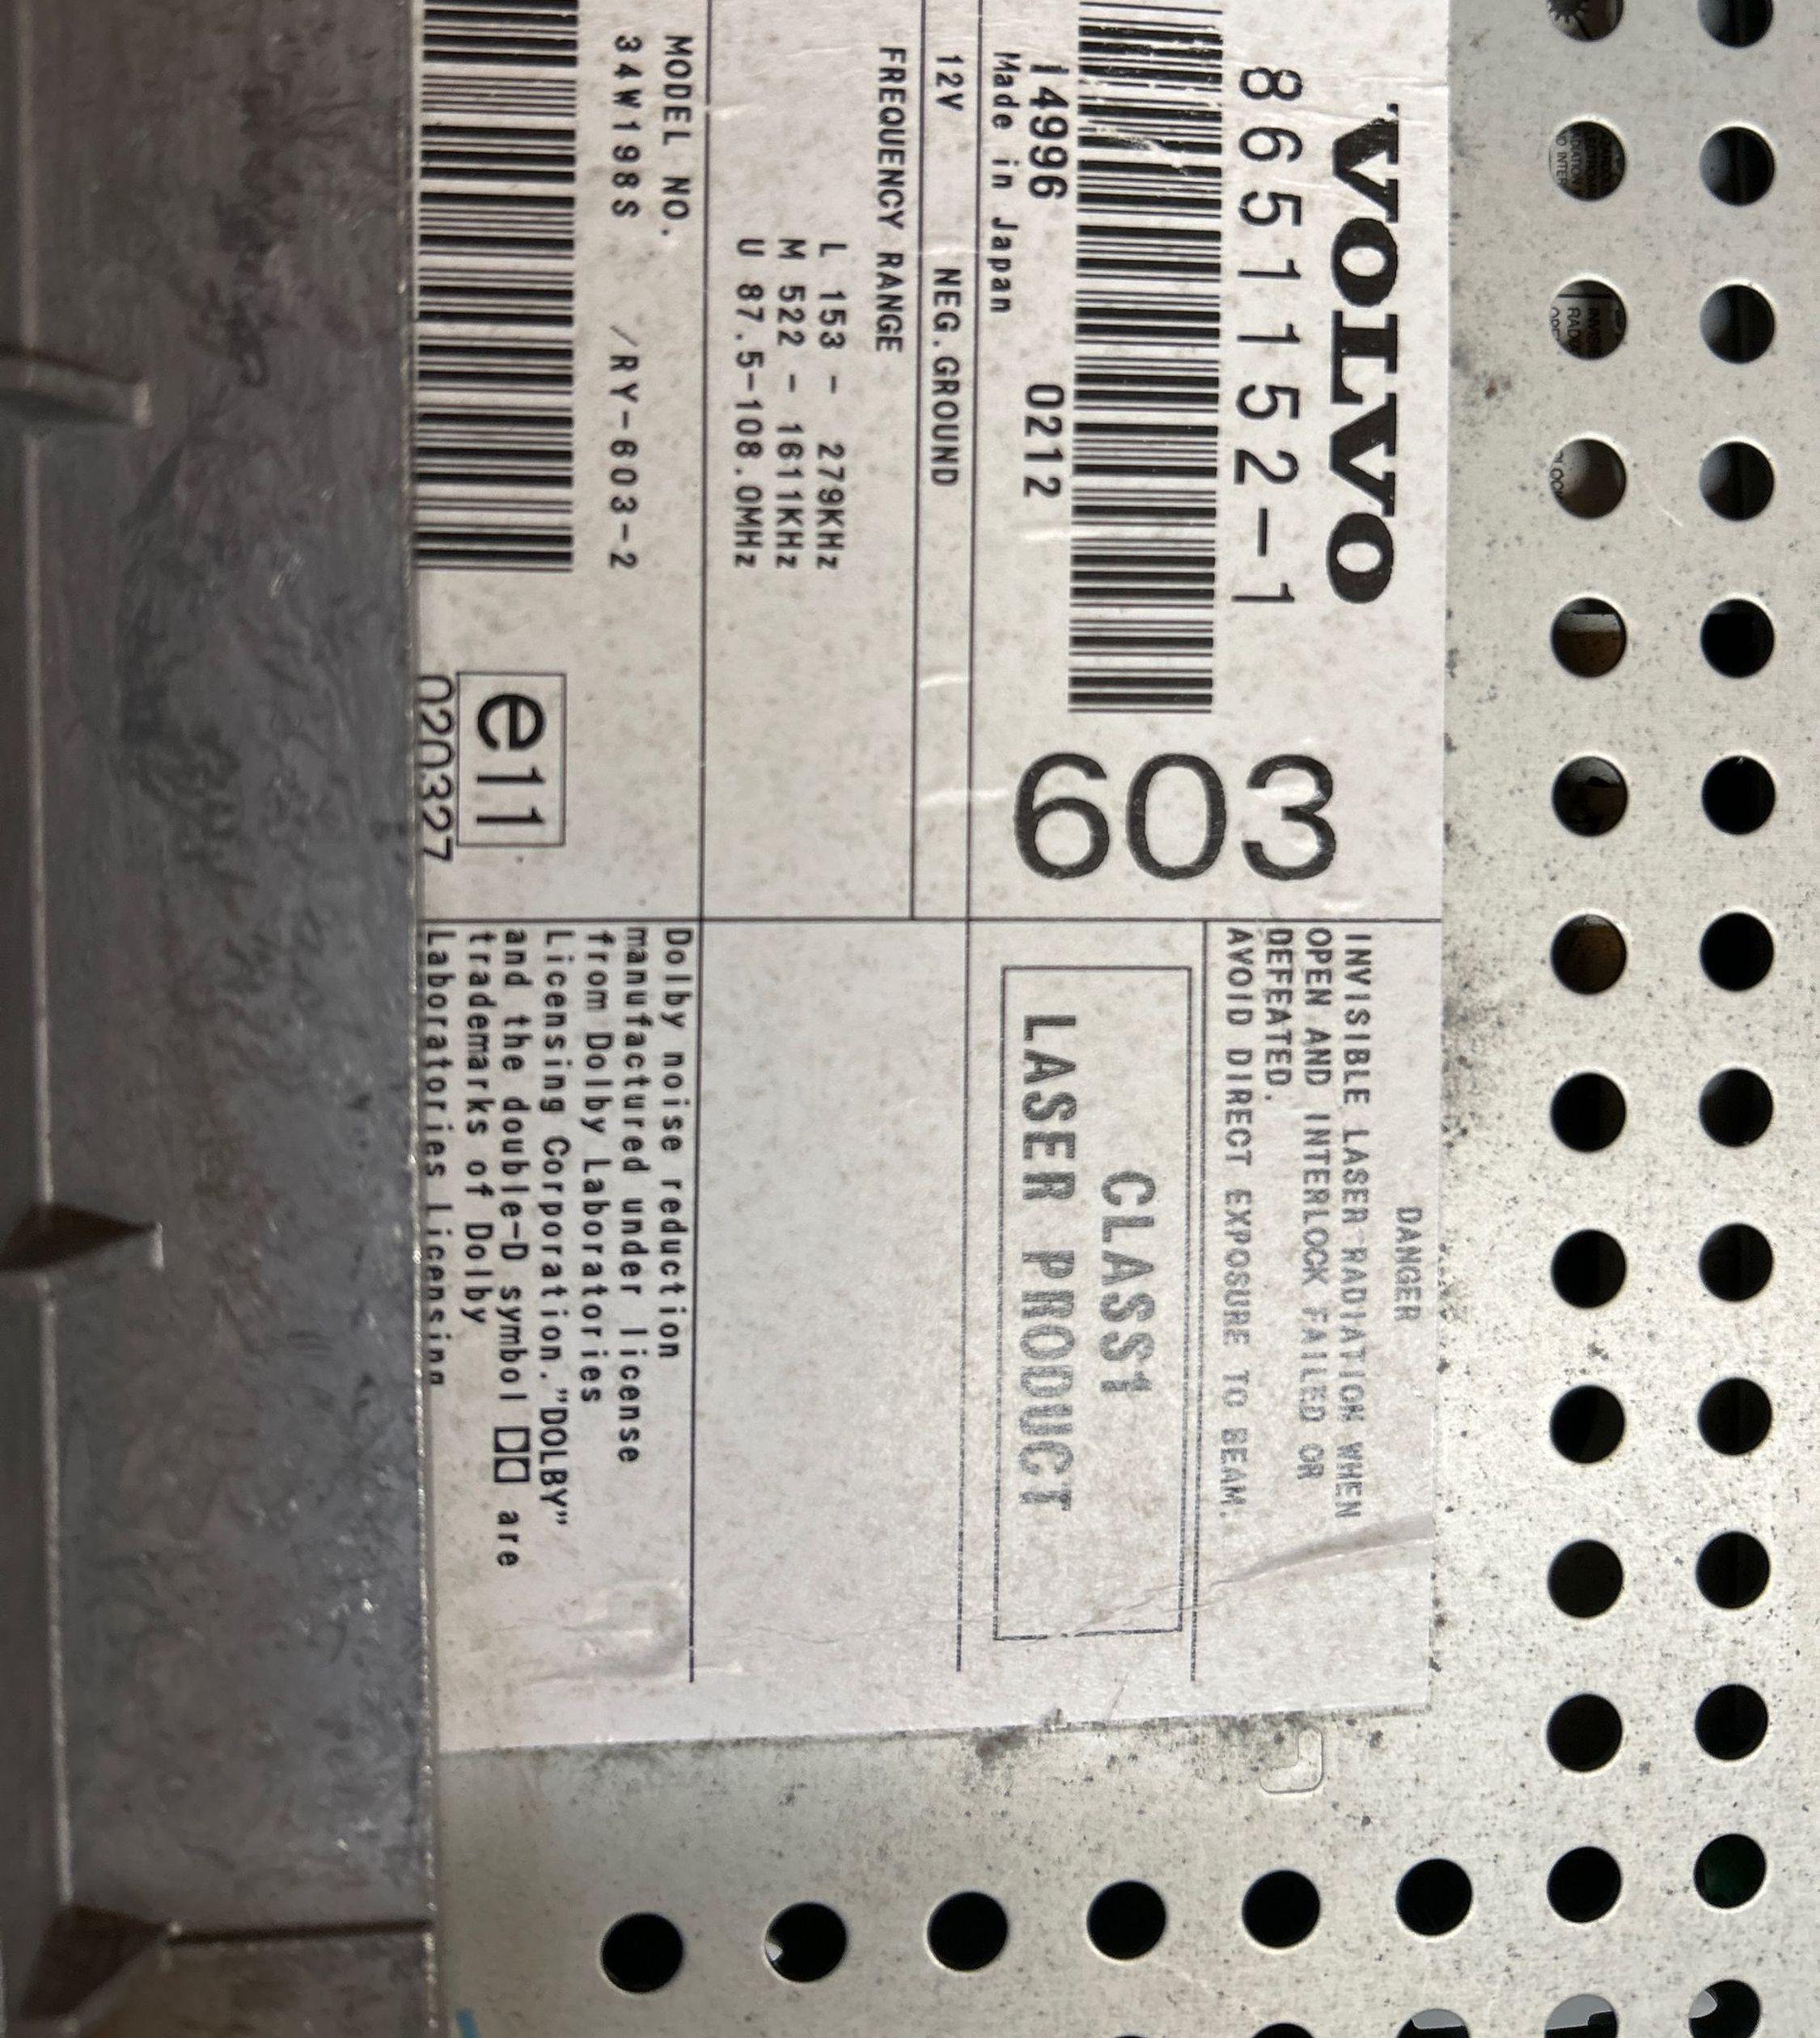 VOLVO
8651152-1
14996 0212
Made in Japan
603
12V NEG.GROUND
FREQUENCY RANGE
L 153 - 279KHz
M 522 - 1611KHz
U 87.5-108.0MHz
MODEL NO.
34W198S /RY-603-2
e11
020327
DANGER
INVISIBLE LASER RADIATION WHEN
OPEN AND INTERLOCK FAILED OR
DEFEATED.
AVOID DIRECT EXPOSURE TO BEAM.
CLASS1
LASER PRODUCT
Dolby noise reduction
manufactured under license
from Dolby Laboratories
Licensing Corporation."DOLBY"
and the double-D symbol are
trademarks of Dolby
Laboratories Licensing